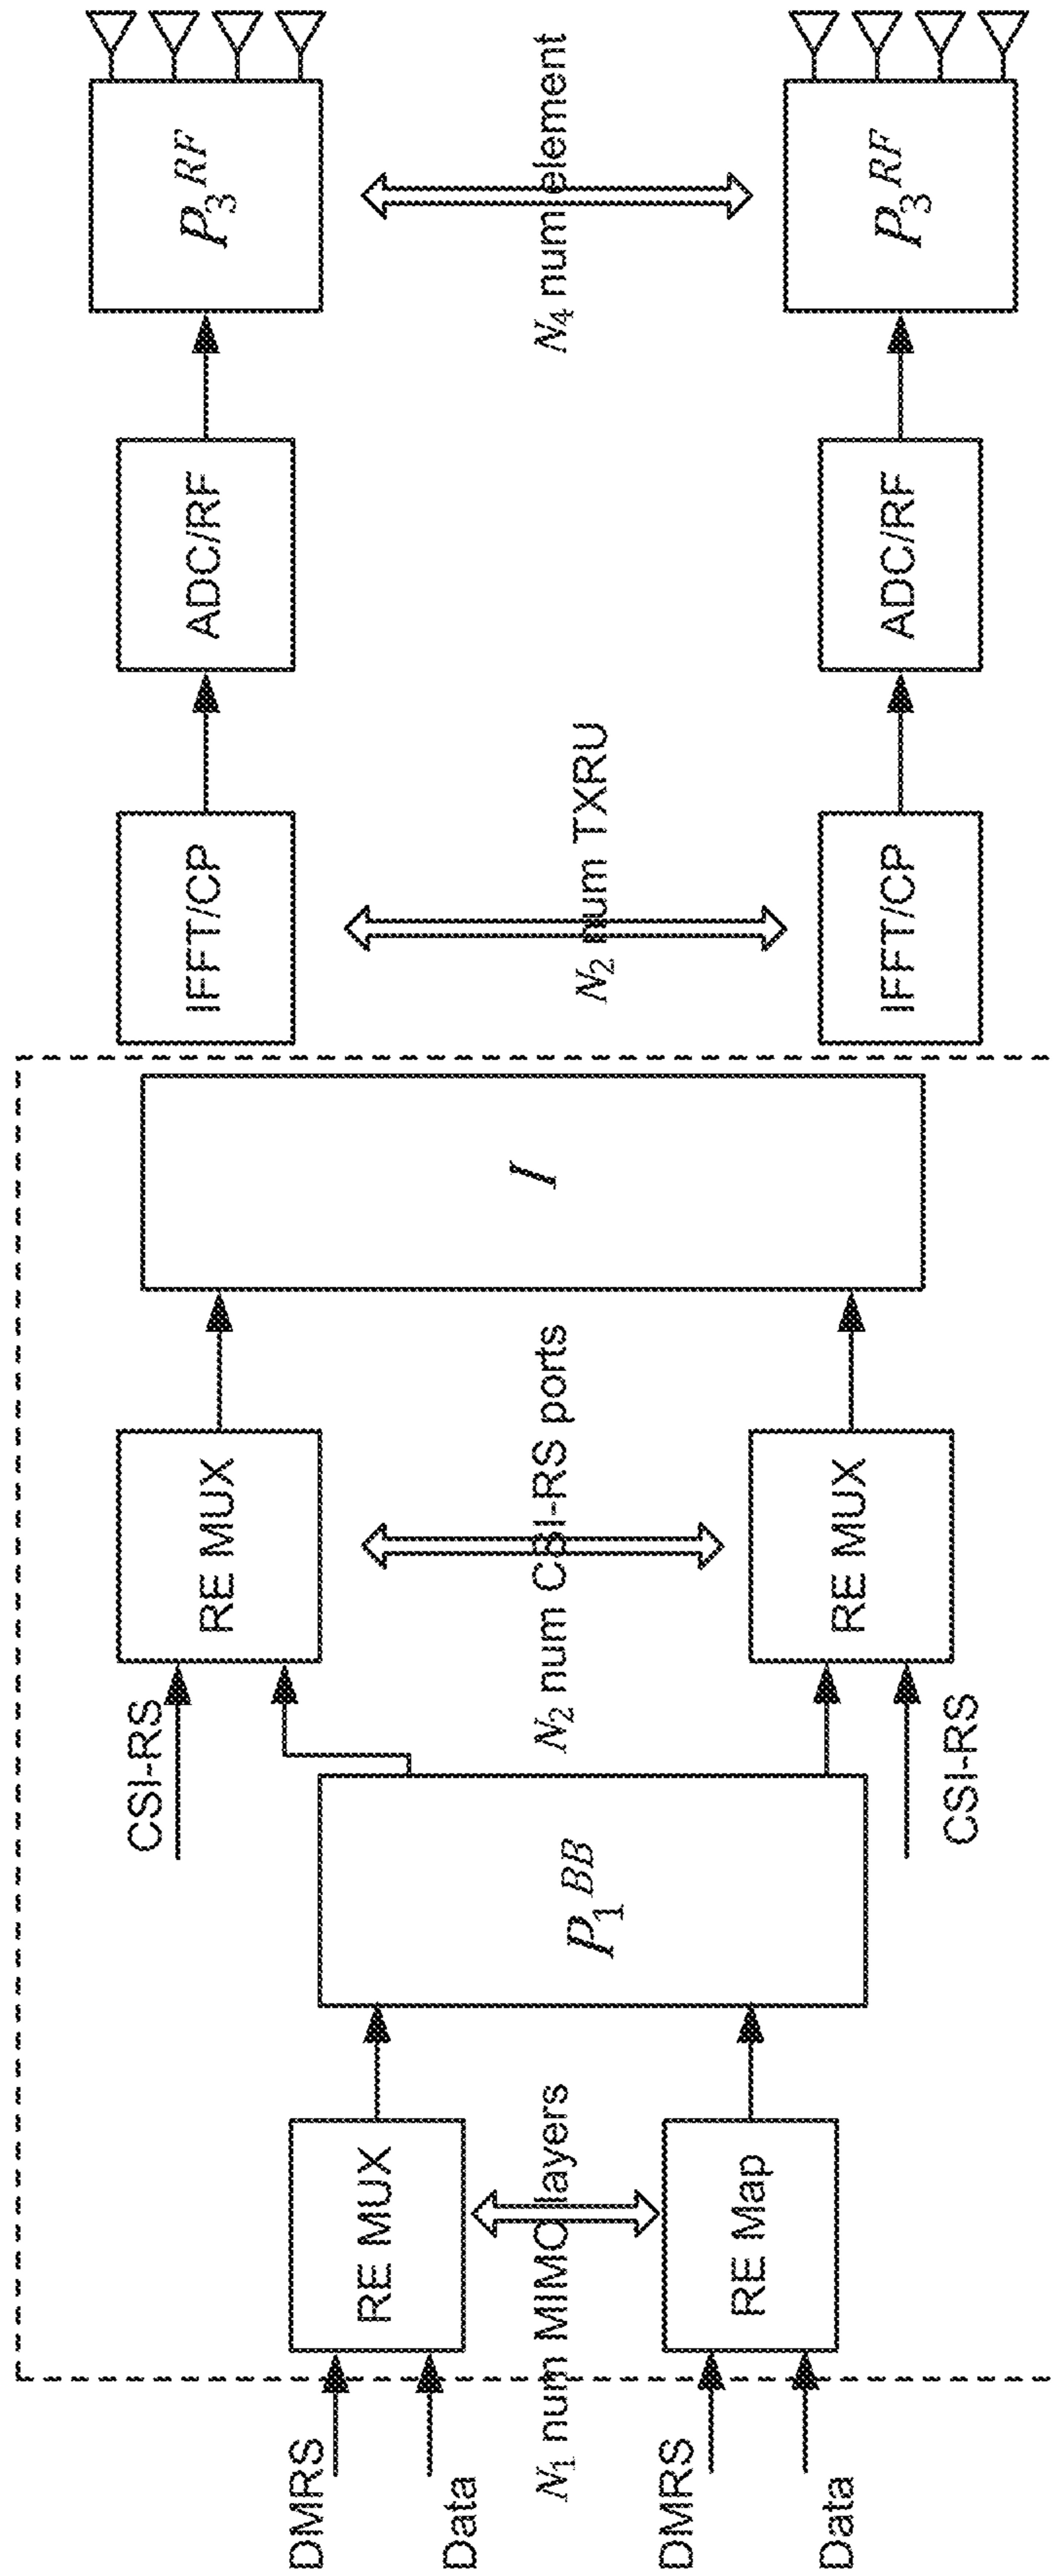 DMRS
Data
N₁ num MIMO layers
DMRS
Data
RE MUX
RE Map
P₁ᴮᴮ
CSI-RS
CSI-RS
RE MUX
N₂ num CSI-RS ports
RE MUX
I
IFFT/CP
N₂ num TXRU
IFFT/CP
ADC/RF
ADC/RF
P₃ᴿF
N₄ num element
P₃ᴿF